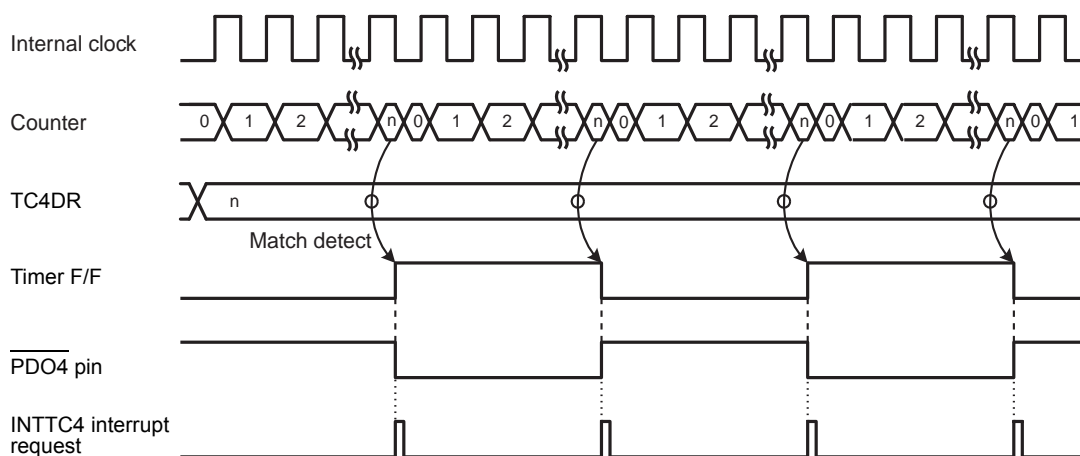 Internal clock
Counter 0 1 2 n 0 1 2 n 0 1 2 n 0 1 2 n 0 1
TC4DR n
Match detect
Timer F/F
PDO4 pin
INTTC4 interrupt
request